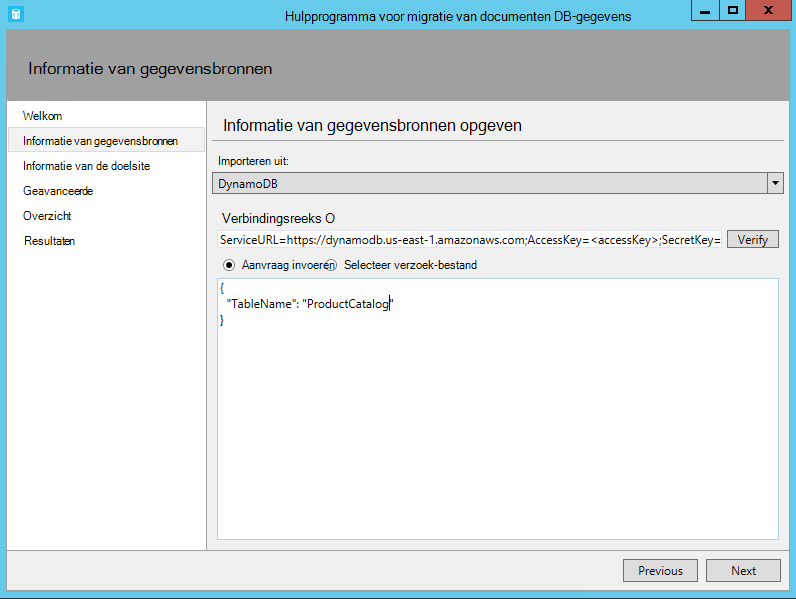 Hulpprogramma voor migratie van documenten DB-gegevens
Informatie van gegevensbronnen
Welkom
Informatie van gegevensbronnen
Informatie van de doelsite
Geavanceerde
Overzicht
Resultaten
Informatie van gegevensbronnen opgeven
Importeren uit:
DynamoDB
Verbindingsreeks O
ServiceURL=https://dynamodb.us-east-1.amazonaws.com;AccessKey=<accessKey>;SecretKey=
Verify
Aanvraag invoeren Selecteer verzoek-bestand
{
"TableName": "ProductCatalog"
}
Previous Next